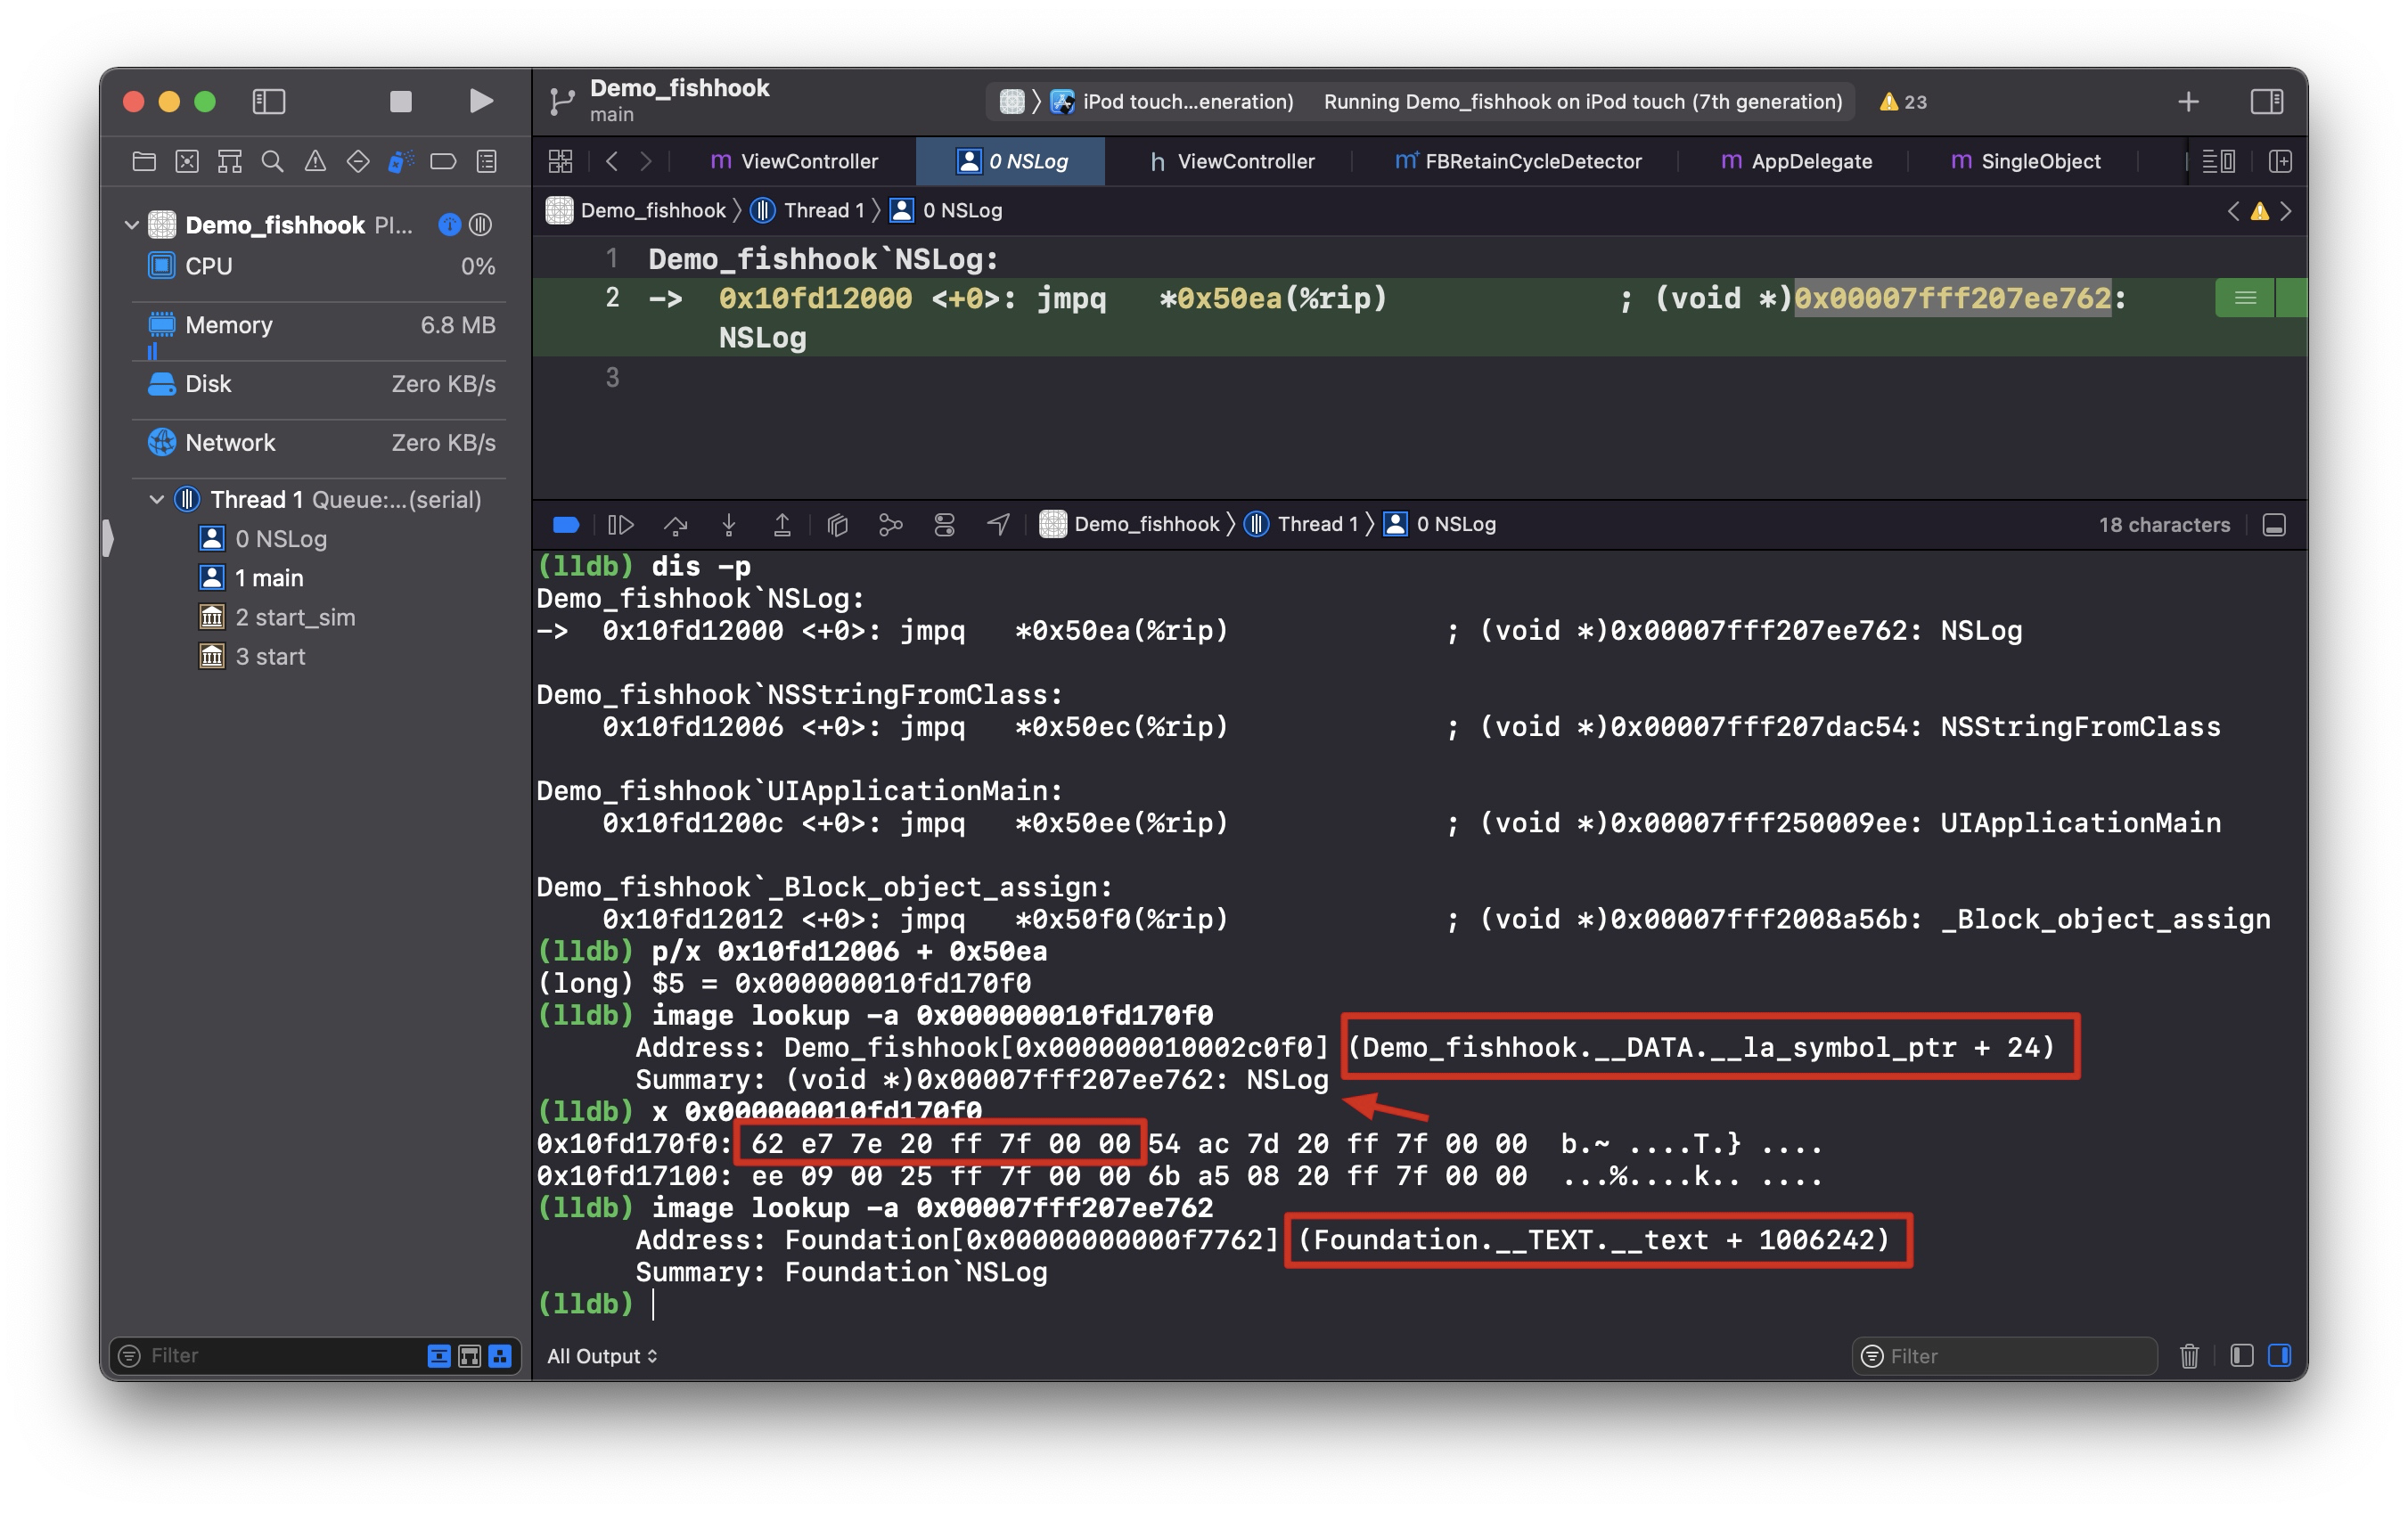 Demo_fishhook
main
iPod touch...eneration)
Running Demo_fishhook on iPod touch (7th generation)
23
ViewController
0 NSLog
ViewController
FBRetainCycleDetector
AppDelegate
SingleObject
Demo_fishhook PI...
CPU 0%
Memory 6.8 MB
Disk Zero KB/s
Network Zero KB/s
Thread 1 Queue:...(serial)
0 NSLog
1 main
2 start_sim
3 start
Filter
Demo_fishhook 〉 Thread 1 〉 0 NSLog
1 Demo_fishhook`NSLog:
2 -> 0x10fd12000 <+0>: jmpq *0x50ea(%rip) ; (void *)0x00007fff207ee762:
NSLog
3
Demo_fishhook 〉 Thread 1 〉 0 NSLog
18 characters
(lldb) dis -p
Demo_fishhook`NSLog:
-> 0x10fd12000 <+0>: jmpq *0x50ea(%rip) ; (void *)0x00007fff207ee762: NSLog
Demo_fishhook`NSStringFromClass:
0x10fd12006 <+0>: jmpq *0x50ec(%rip) ; (void *)0x00007fff207dac54: NSStringFromClass
Demo_fishhook`UIApplicationMain:
0x10fd1200c <+0>: jmpq *0x50ee(%rip) ; (void *)0x00007fff250009ee: UIApplicationMain
Demo_fishhook`_Block_object_assign:
0x10fd12012 <+0>: jmpq *0x50f0(%rip) ; (void *)0x00007fff2008a56b: _Block_object_assign
(lldb) p/x 0x10fd12006 + 0x50ea
(long) $5 = 0x000000010fd170f0
(lldb) image lookup -a 0x000000010fd170f0
Address: Demo_fishhook[0x000000010002c0f0] (Demo_fishhook.__DATA.__la_symbol_ptr + 24)
Summary: (void *)0x00007fff207ee762: NSLog
(lldb) x 0x000000010fd170f0
0x10fd170f0: 62 e7 7e 20 ff 7f 00 00 54 ac 7d 20 ff 7f 00 00 b.~ ....T.} ....
0x10fd17100: ee 09 00 25 ff 7f 00 00 6b a5 08 20 ff 7f 00 00 ...%....k.. ....
(lldb) image lookup -a 0x00007fff207ee762
Address: Foundation[0x00000000000f7762] (Foundation.__TEXT.__text + 1006242)
Summary: Foundation`NSLog
(lldb)
All Output
Filter